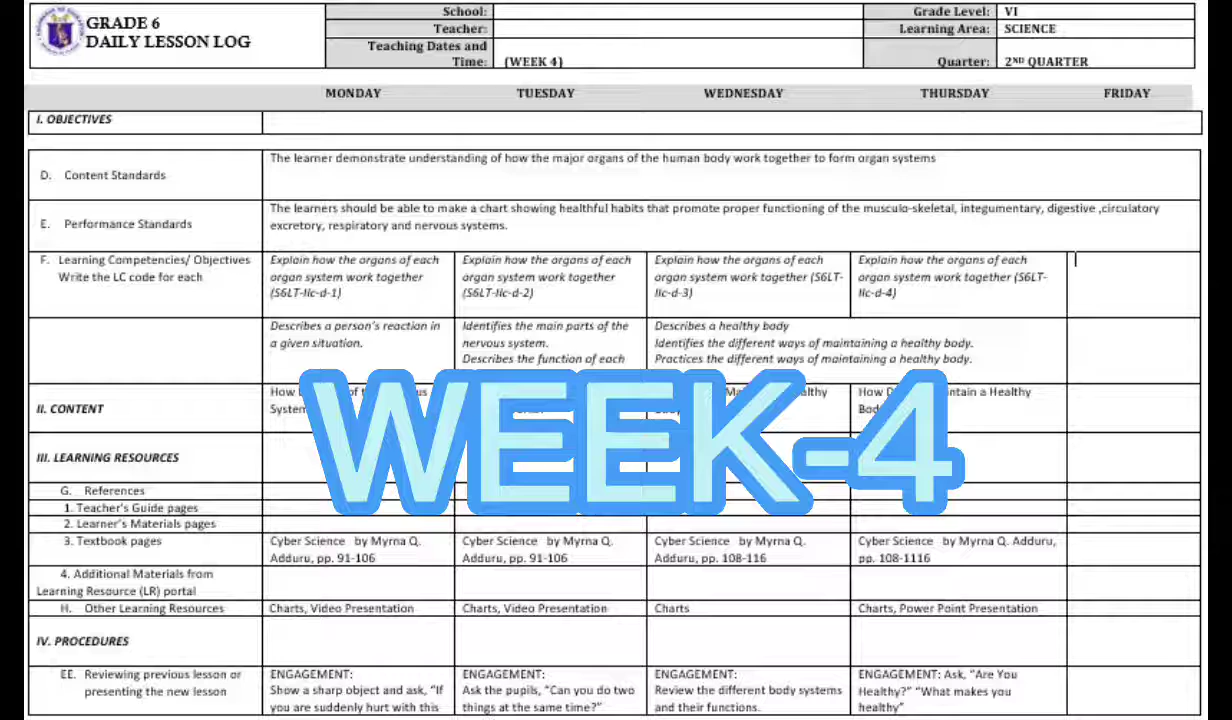 GRADE 6
DAILY LESSON LOG
School:
Teacher:
Teaching Dates and
Time: (WEEK 4)
Grade Level: VI
Learning Area: SCIENCE
Quarter: 2ND QUARTER
MONDAY TUESDAY WEDNESDAY THURSDAY FRIDAY
I. OBJECTIVES
D. Content Standards
The learner demonstrate understanding of how the major organs of the human body work together to form organ systems
E. Performance Standards
The learners should be able to make a chart showing healthful habits that promote proper functioning of the musculo-skeletal, integumentary, digestive ,circulatory
excretory, respiratory and nervous systems.
F. Learning Competencies/ Objectives
Write the LC code for each
Explain how the organs of each
organ system work together
(S6LT-IIc-d-1)
Explain how the organs of each
organ system work together
(S6LT-IIc-d-2)
Explain how the organs of each
organ system work together (S6LT-
IIc-d-3)
Explain how the organs of each
organ system work together (S6LT-
IIc-d-4)
Describes a person's reaction in
a given situation.
Identifies the main parts of the
nervous system.
Describes the function of each
Describes a healthy body
Identifies the different ways of maintaining a healthy body.
Practices the different ways of maintaining a healthy body.
II. CONTENT
How of
System
How
Body
WEEK-4
III. LEARNING RESOURCES
G. References
1. Teacher's Guide pages
2. Learner's Materials pages
3. Textbook pages
Cyber Science by Myrna Q.
Adduru, pp. 91-106
Cyber Science by Myrna Q.
Adduru, pp. 91-106
Cyber Science by Myrna Q.
Adduru, pp. 108-116
Cyber Science by Myrna Q. Adduru,
pp. 108-1116
4. Additional Materials from
Learning Resource (LR) portal
H. Other Learning Resources
Charts, Video Presentation
Charts, Video Presentation
Charts
Charts, Power Point Presentation
IV. PROCEDURES
EE. Reviewing previous lesson or
presenting the new lesson
ENGAGEMENT:
Show a sharp object and ask, "If
you are suddenly hurt with this
ENGAGEMENT:
Ask the pupils, "Can you do two
things at the same time?"
ENGAGEMENT:
Review the different body systems
and their functions.
ENGAGEMENT: Ask, "Are You
Healthy?" "What makes you
healthy"